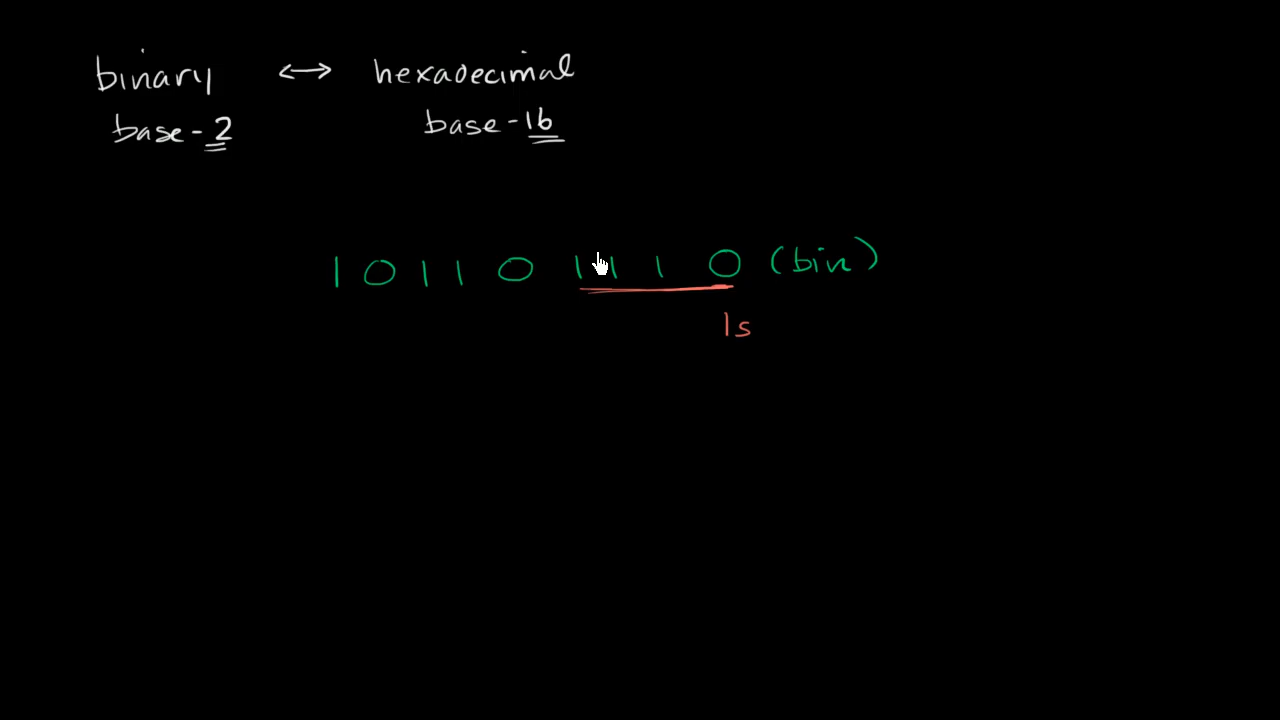 binary ↔ hexadecimal
base-2 base-16
1 0 1 1 0 1 1 1 0 (bin)
1s